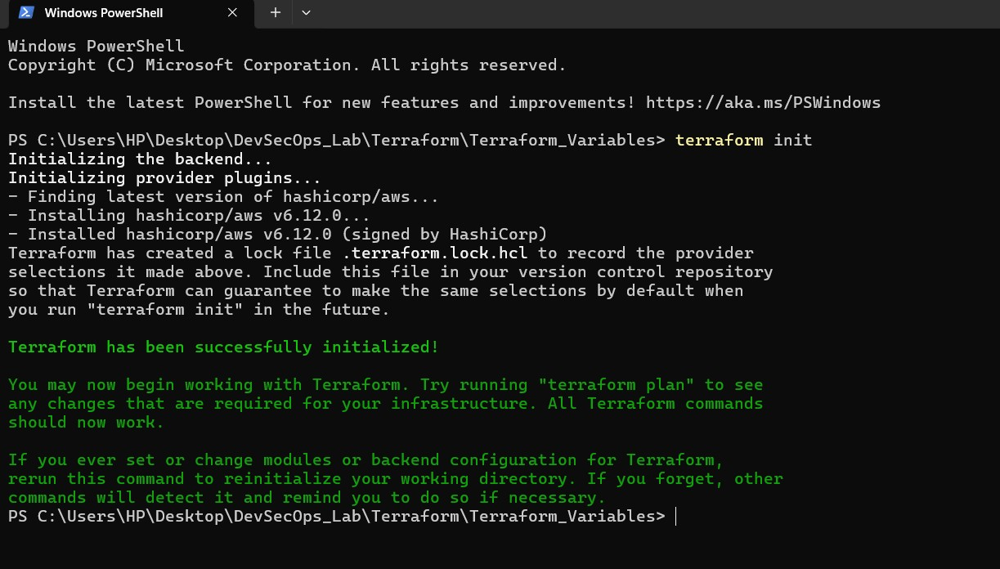 Windows PowerShell
Windows PowerShell
Copyright (C) Microsoft Corporation. All rights reserved.
Install the latest PowerShell for new features and improvements! https://aka.ms/PSWindows
PS C:\Users\HP\Desktop\DevSecOps_Lab\Terraform\Terraform_Variables> terraform init
Initializing the backend...
Initializing provider plugins...
- Finding latest version of hashicorp/aws...
- Installing hashicorp/aws v6.12.0...
- Installed hashicorp/aws v6.12.0 (signed by HashiCorp)
Terraform has created a lock file .terraform.lock.hcl to record the provider
selections it made above. Include this file in your version control repository
so that Terraform can guarantee to make the same selections by default when
you run "terraform init" in the future.
Terraform has been successfully initialized!
You may now begin working with Terraform. Try running "terraform plan" to see
any changes that are required for your infrastructure. All Terraform commands
should now work.
If you ever set or change modules or backend configuration for Terraform,
rerun this command to reinitialize your working directory. If you forget, other
commands will detect it and remind you to do so if necessary.
PS C:\Users\HP\Desktop\DevSecOps_Lab\Terraform\Terraform_Variables>